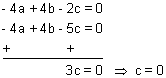 - 4a + 4b - 2c = 0
- 4a + 4b - 5c = 0
+ +
3c = 0 ⇒ c = 0